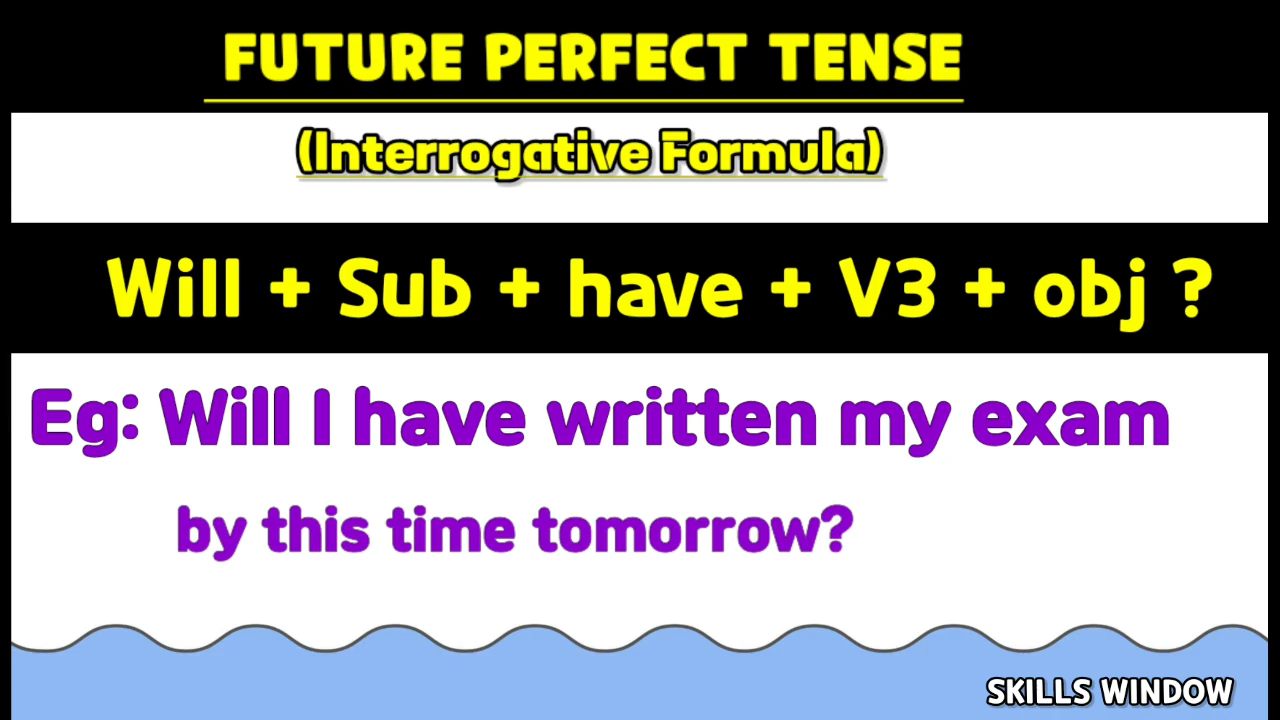 FUTURE PERFECT TENSE
(Interrogative Formula)
Will + Sub + have + V3 + obj ?
Eg: Will I have written my exam
by this time tomorrow?
SKILLS WINDOW